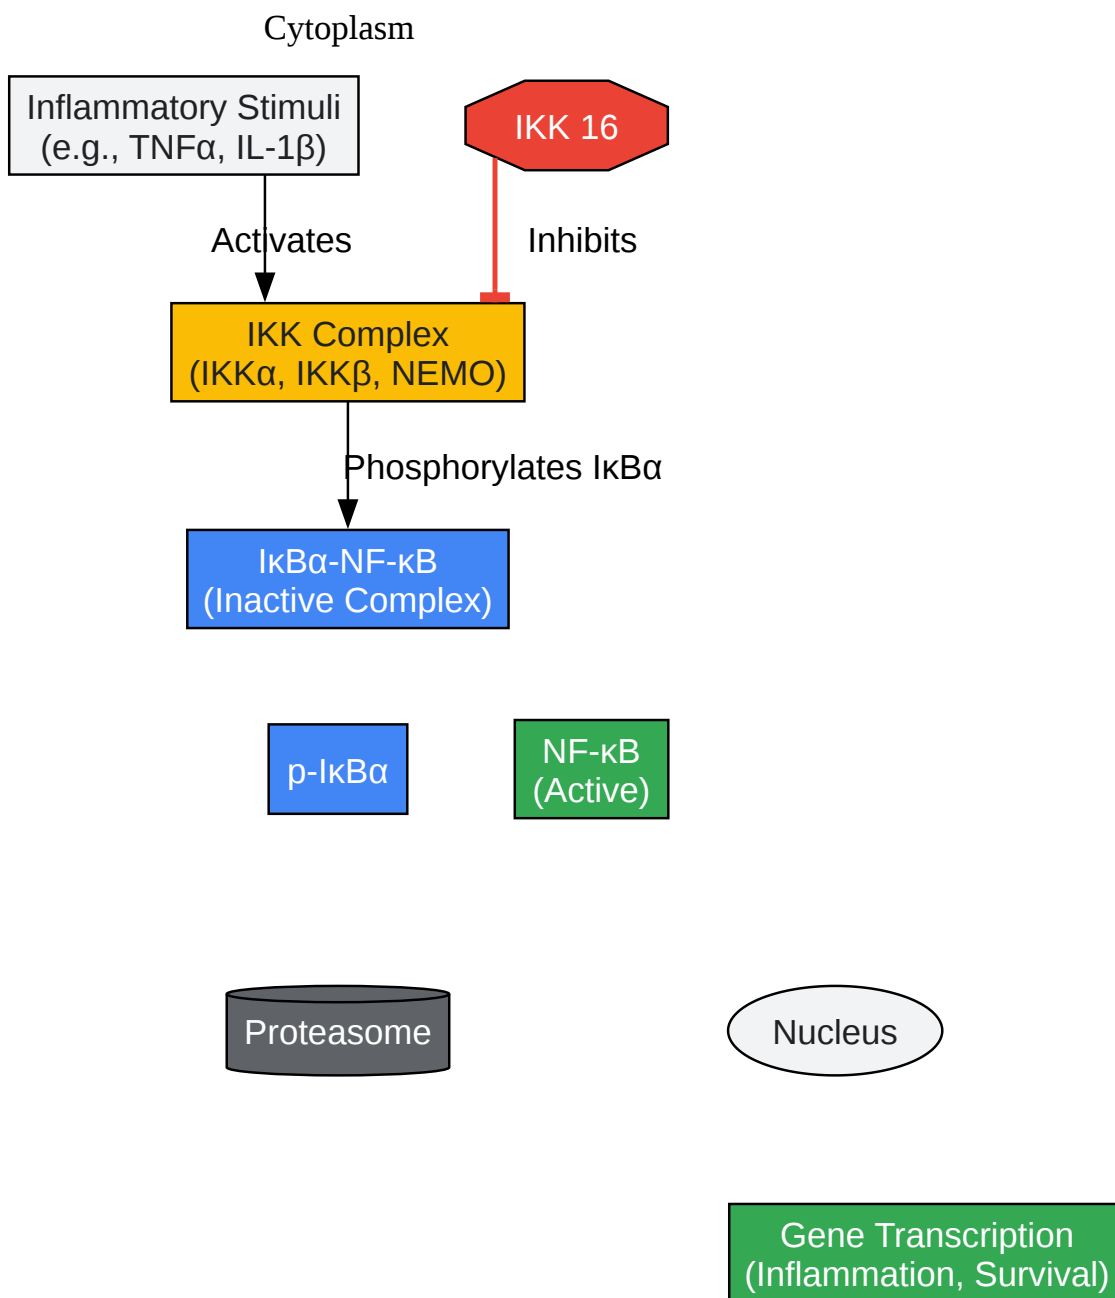 Cytoplasm
Inflammatory Stimuli
(e.g., TNFα, IL-1β)
IKK 16
Activates
Inhibits
IKK Complex
(IKKα, IKKβ, NEMO)
Phosphorylates IκBα
IκBα-NF-κB
(Inactive Complex)
p-IκBα
NF-κB
(Active)
Proteasome
Nucleus
Gene Transcription
(Inflammation, Survival)